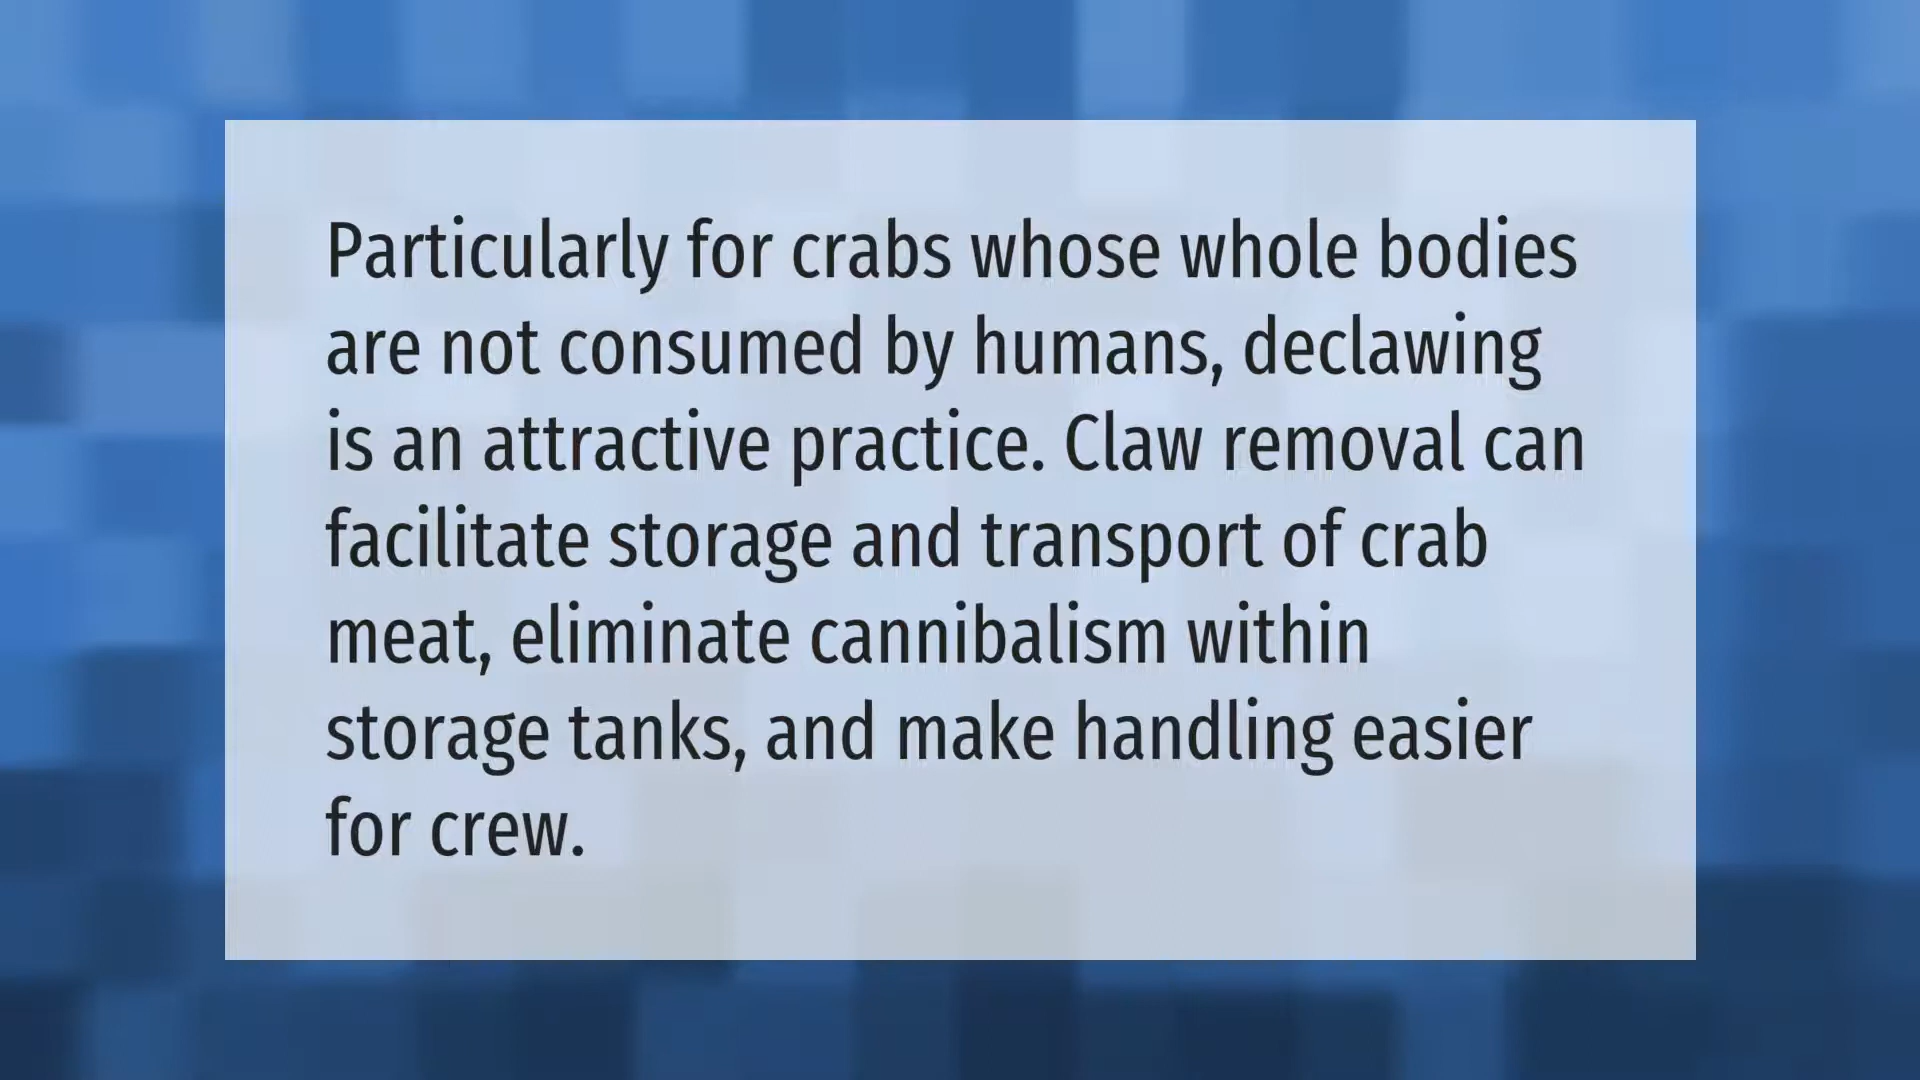 Particularly for crabs whose whole bodies
are not consumed by humans, declawing
is an attractive practice. Claw removal can
facilitate storage and transport of crab
meat, eliminate cannibalism within
storage tanks, and make handling easier
for crew.